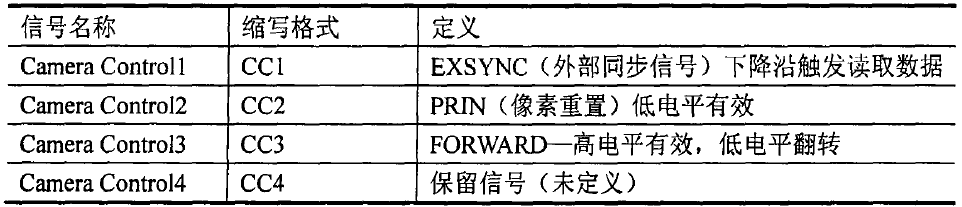 信号名称 缩写格式 定义
Camera Control1 CC1 EXSYNC（外部同步信号）下降沿触发读取数据
Camera Control2 CC2 PRIN（像素重置）低电平有效
Camera Control3 CC3 FORWARD—高电平有效，低电平翻转
Camera Control4 CC4 保留信号（未定义）